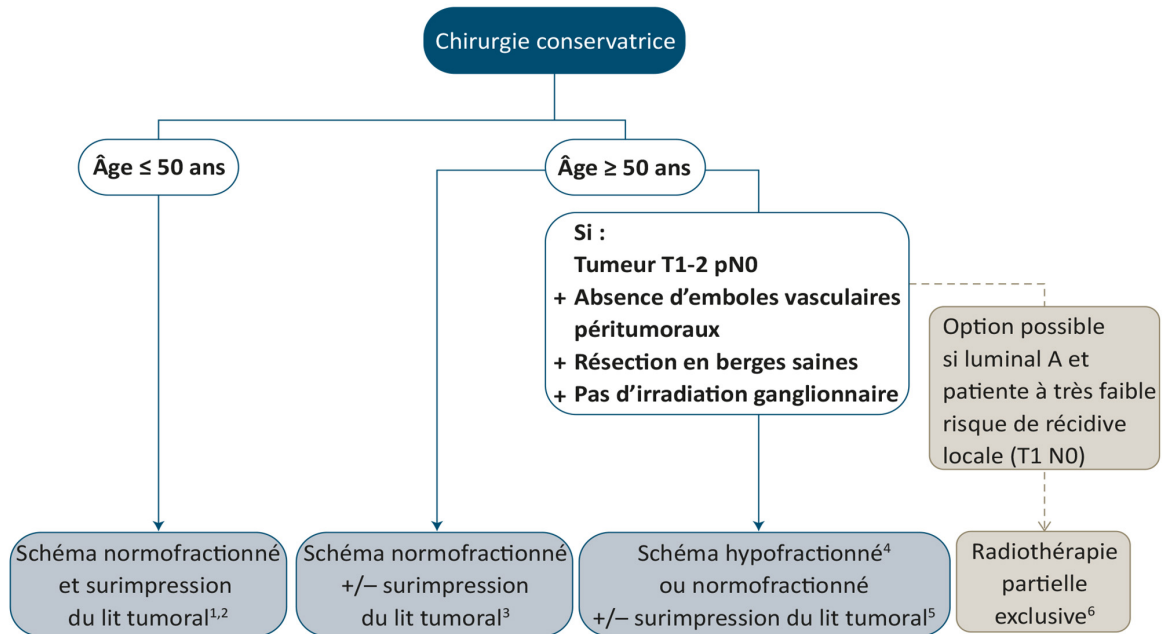 Chirurgie conservatrice
Âge ≤ 50 ans
Âge ≥ 50 ans
Si :
Tumeur T1-2 pN0
+ Absence d’emboles vasculaires
péritumoraux
+ Résection en berges saines
+ Pas d’irradiation ganglionnaire
Option possible
si luminal A et
patiente à très faible
risque de récidive
locale (T1 N0)
Schéma normofractionné
et surimpression
du lit tumoral1,2
Schéma normofractionné
+/– surimpression
du lit tumoral3
Schéma hypofractionné4
ou normofractionné
+/– surimpression du lit tumoral5
Radiothérapie
partielle
exclusive6